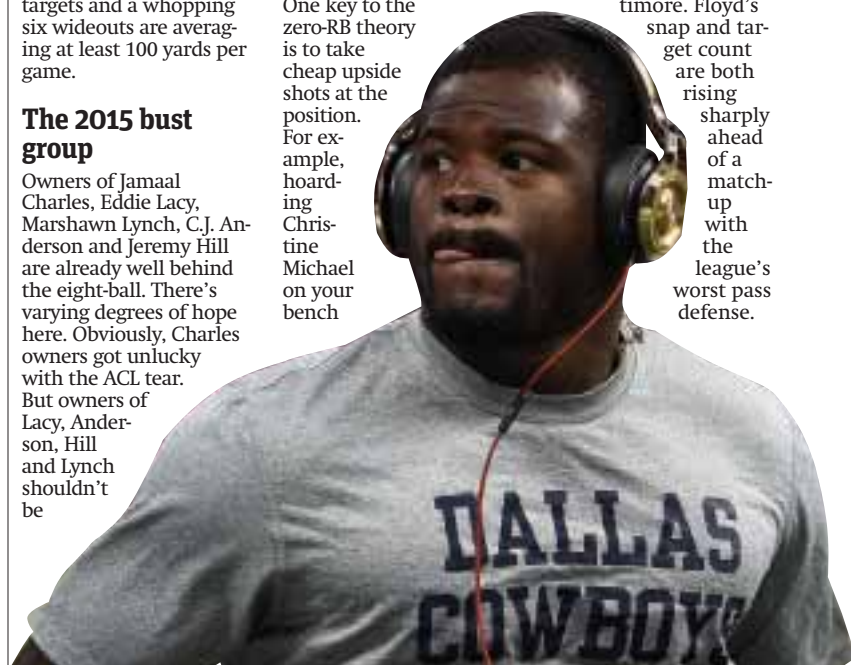 targets and a whopping
six wideouts are averag-
ing at least 100 yards per
game.
The 2015 bust
group
Owners of Jamaal
Charles, Eddie Lacy,
Marshawn Lynch, C.J. An-
derson and Jeremy Hill
are already well behind
the eight-ball. There's
varying degrees of hope
here. Obviously, Charles
owners got unlucky
with the ACL tear.
But owners of
Lacy, Ander-
son, Hill
and Lynch
shouldn't
be
One key to the
zero-RB theory
is to take
cheap upside
shots at the
position.
For ex-
ample,
hoard-
ing
Chris-
tine
Michael
on your
bench
timore. Floyd's
snap and tar-
get count
are both
rising
sharply
ahead
of a
match-
up
with
the
league's
worst pass
defense.
DALLAS
COWBOYS